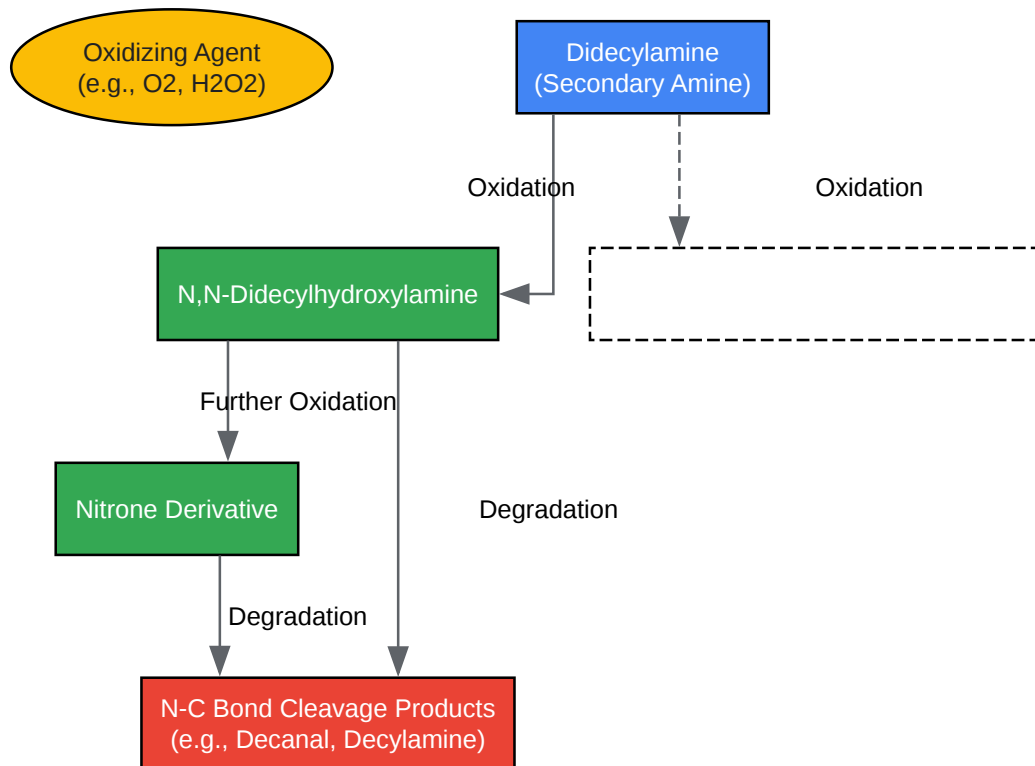 Oxidizing Agent
(e.g., O2, H2O2)
Didecylamine
(Secondary Amine)
Oxidation
Oxidation
N,N-Didecylhydroxylamine
Further Oxidation
Nitrone Derivative
Degradation
Degradation
N-C Bond Cleavage Products
(e.g., Decanal, Decylamine)